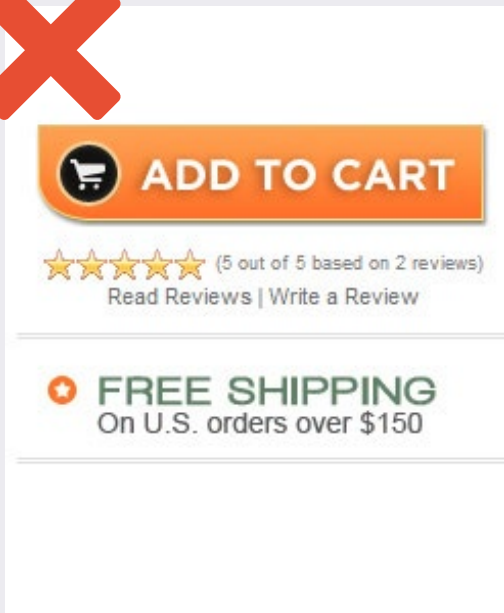 ADD TO CART
(5 out of 5 based on 2 reviews)
Read Reviews | Write a Review
FREE SHIPPING
On U.S. orders over $150